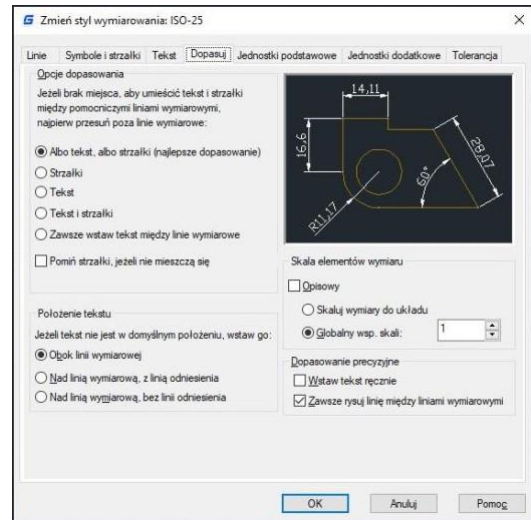 Zmień styl wymiarowania: ISO-25
Linie
Symbole i strzałki
Tekst
Dopasuj
Jednostki podstawowe
Jednostki dodatkowe
Tolerancja
Opcje dopasowania
Jeżeli brak miejsca, aby umieścić tekst i strzałki
między pomocniczymi liniami wymiarowymi,
najpierw przesuń poza linie wymiarowe:
Albo tekst, albo strzałki (najlepsze dopasowanie)
Strzałki
Tekst
Tekst i strzałki
Zawsze wstaw tekst między linie wymiarowe
Pomiń strzałki, jeżeli nie mieszczą się
Położenie tekstu
Jeżeli tekst nie jest w domyślnym położeniu, wstaw go:
Obok linii wymiarowej
Nad linią wymiarową, z linią odniesienia
Nad linią wymiarową, bez linii odniesienia
14,11
16,6
28,07
60°
R11,17
Skala elementów wymiaru
Opisowy
Skaluj wymiary do układu
Globalny wsp. skali:
1
Dopasowanie precyzyjne
Wstaw tekst ręcznie
Zawsze rysuj linię między liniami wymiarowymi
OK
Anuluj
Pomoc